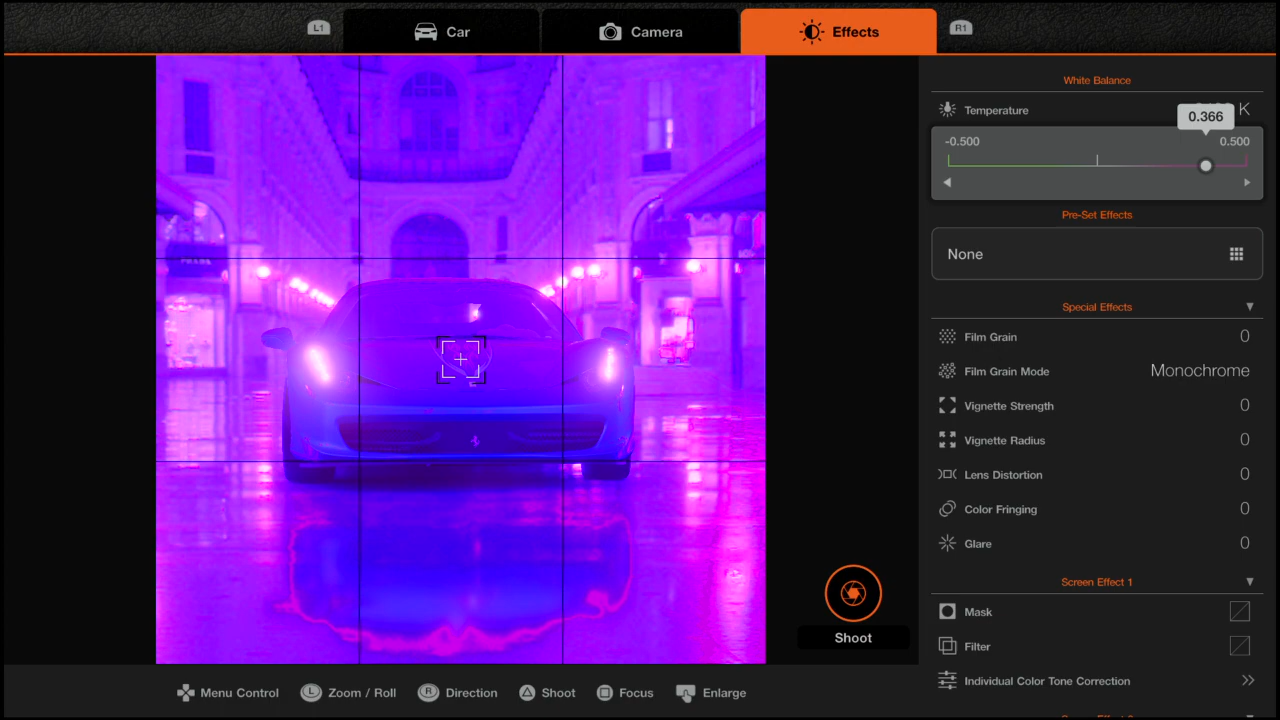 L1
Car
Camera
Effects
R1
White Balance
Temperature
K
0.366
-0.500
0.500
Pre-Set Effects
None
Special Effects
Film Grain
0
Film Grain Mode
Monochrome
Vignette Strength
0
Vignette Radius
0
Lens Distortion
0
Color Fringing
0
Glare
0
Screen Effect 1
Mask
Filter
Individual Color Tone Correction
Shoot
Menu Control
L
Zoom / Roll
R
Direction
Shoot
Focus
Enlarge